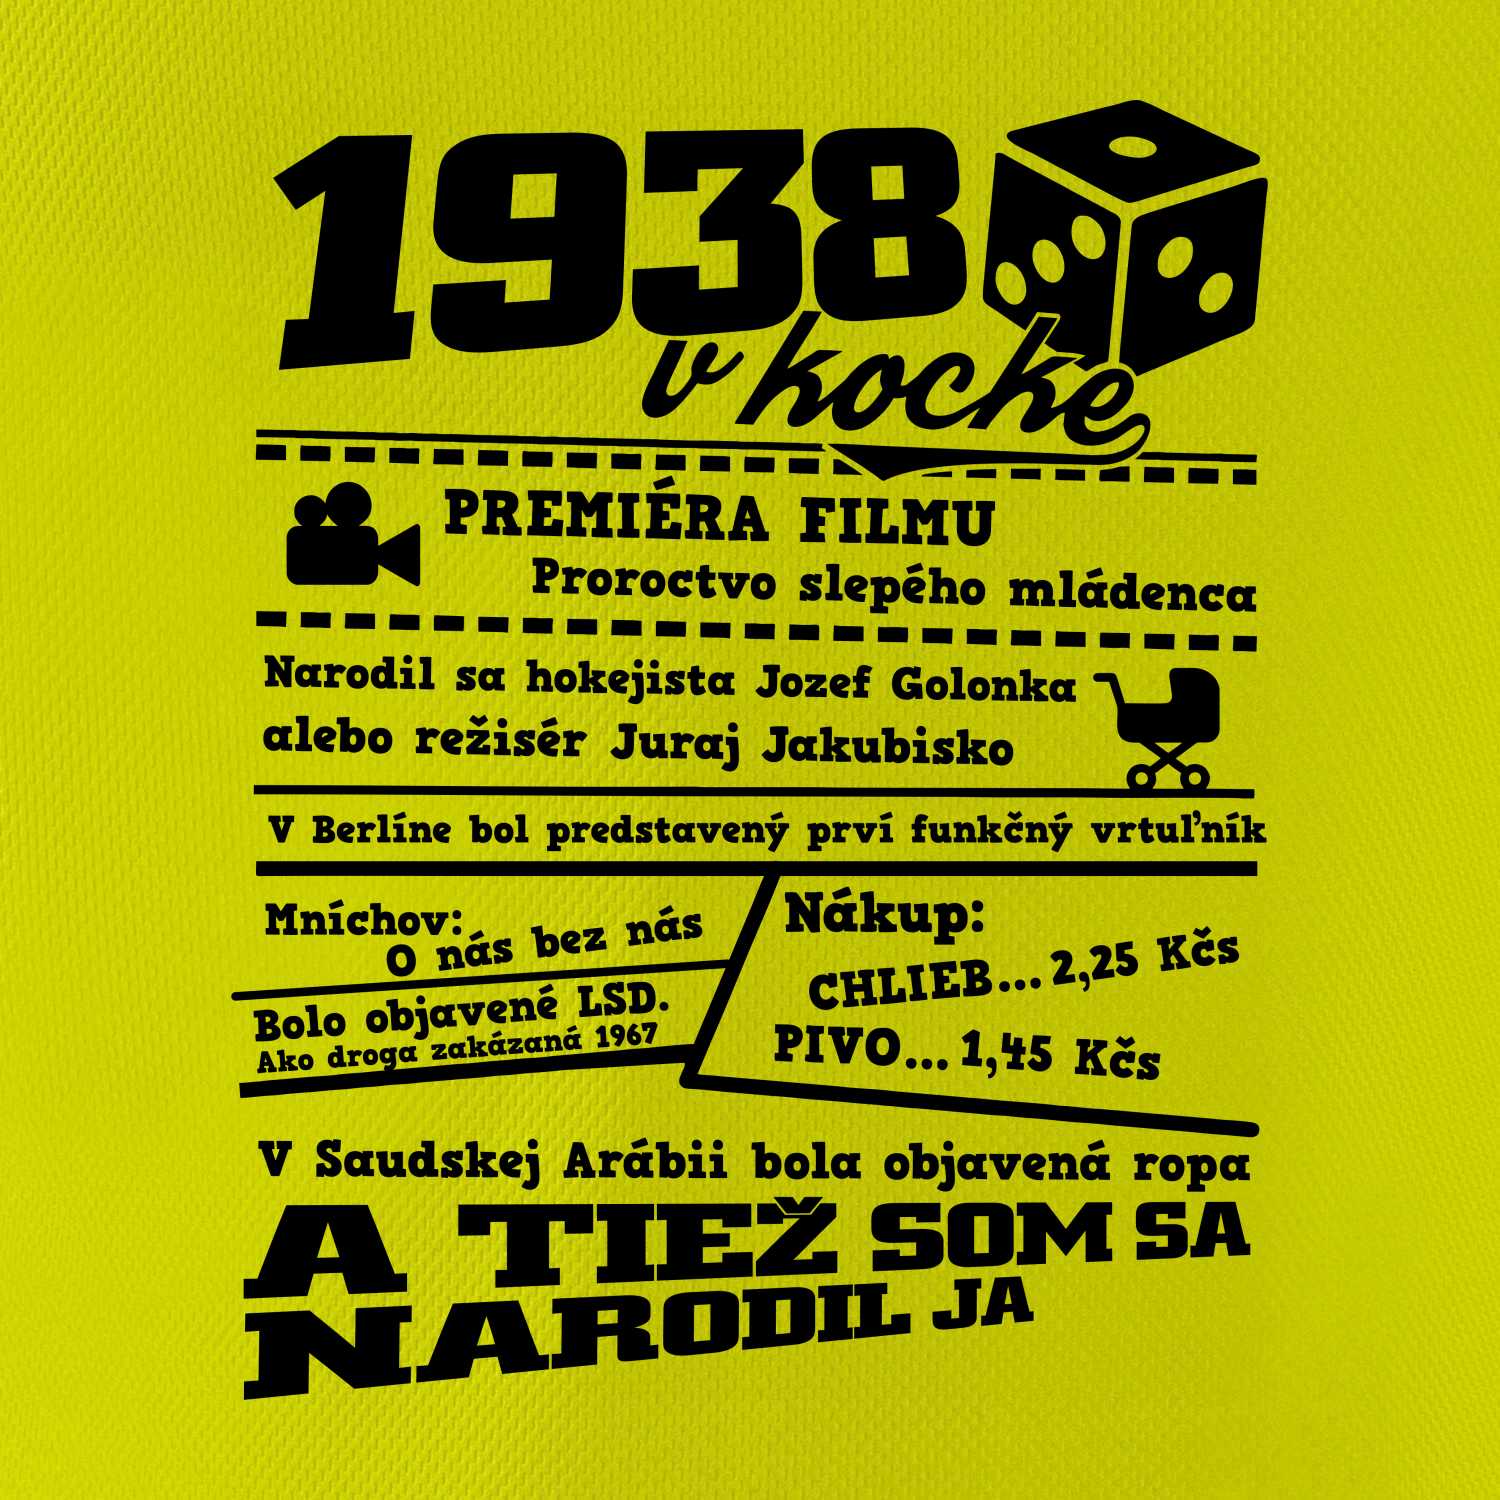 1938
v kocke
PREMIÉRA FILMU
Proroctvo slepého mládenca
Narodil sa hokejista Jozef Golonka
alebo režisér Juraj Jakubisko
V Berlíne bol predstavený prví funkčný vrtuľník
Mníchov:
O nás bez nás
Bolo objavené LSD.
Ako droga zakázaná 1967
Nákup:
CHLIEB... 2,25 Kčs
PIVO... 1,45 Kčs
V Saudskej Arábii bola objavená ropa
A TIEŽ SOM SA
NARODIL JA